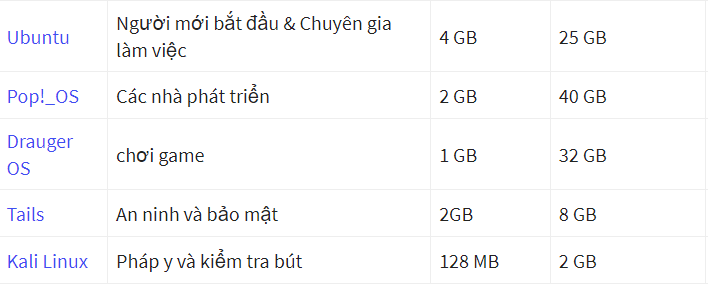 Ubuntu Người mới bắt đầu & Chuyên gia làm việc 4 GB 25 GB
Pop!_OS Các nhà phát triển 2 GB 40 GB
Drauger OS chơi game 1 GB 32 GB
Tails An ninh và bảo mật 2GB 8 GB
Kali Linux Pháp y và kiểm tra bút 128 MB 2 GB